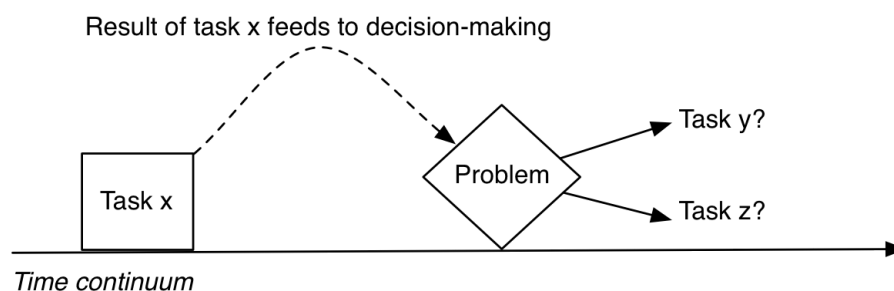 Result of task x feeds to decision-making
Task y?
Problem
Task x
Task z?
Time continuum